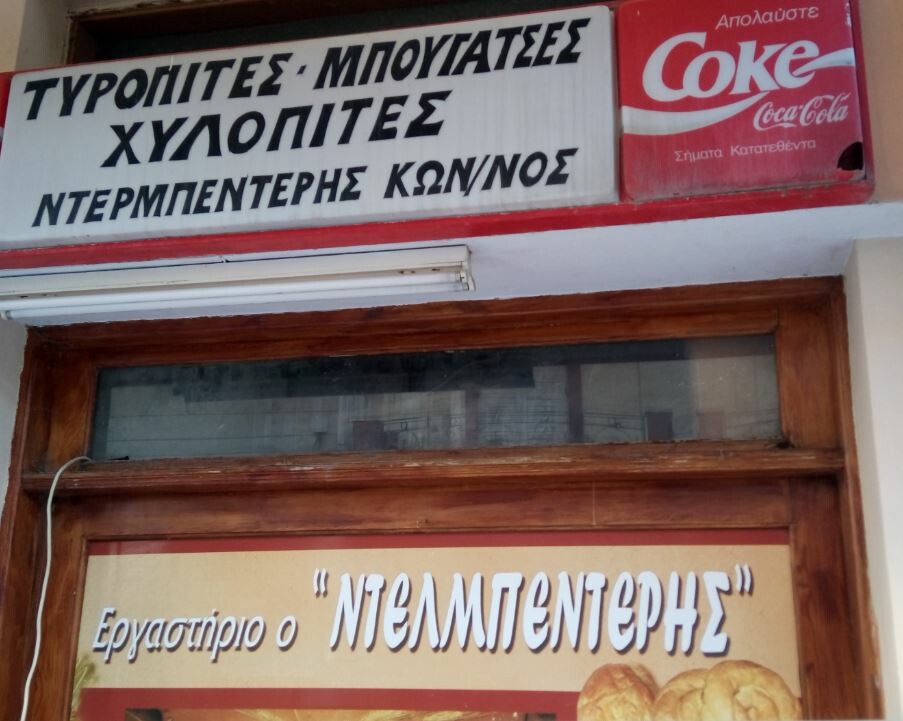 ΤΥΡΟΠΙΤΕΣ · ΜΠΟΥΓΑΤΣΕΣ
ΧΥΛΟΠΙΤΕΣ
ΝΤΕΡΜΠΕΝΤΕΡΗΣ ΚΩΝ/ΝΟΣ
Απολαύστε
Coke
Coca-Cola
Σήματα Κατατεθέντα
Εργαστήριο ο "ΝΤΕΛΜΠΕΝΤΕΡΗΣ"